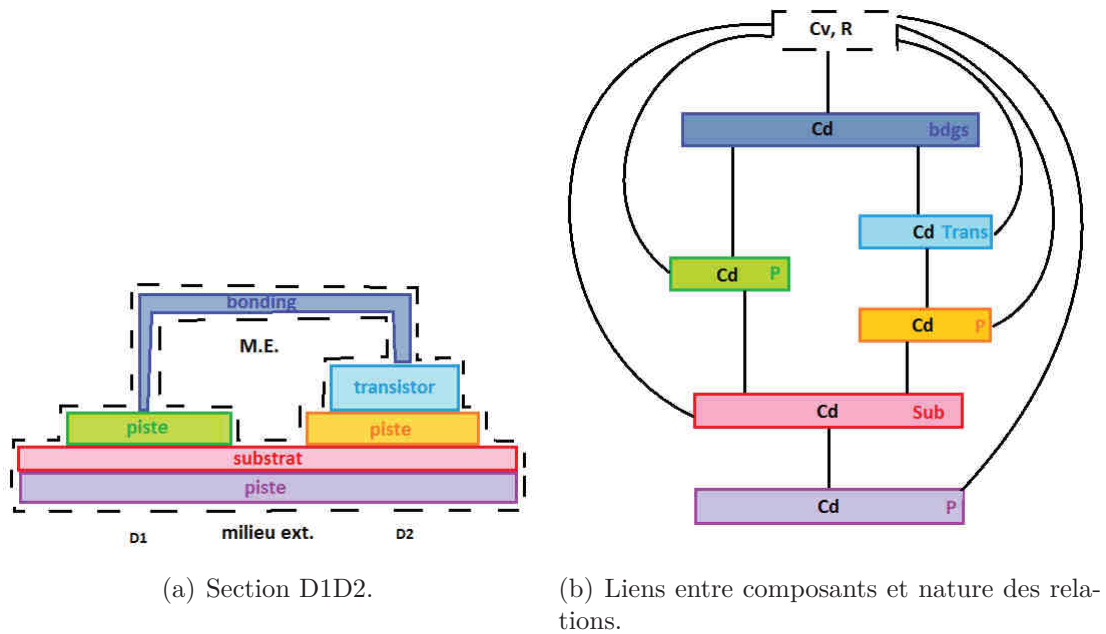 bonding
M.E.
transistor
piste
piste
substrat
piste
D1
milieu ext.
D2
(a) Section D1D2.
Cv, R
Cd bdgs
Cd Trans
Cd P
Cd P
Cd Sub
Cd P
(b) Liens entre composants et nature des rela-
tions.